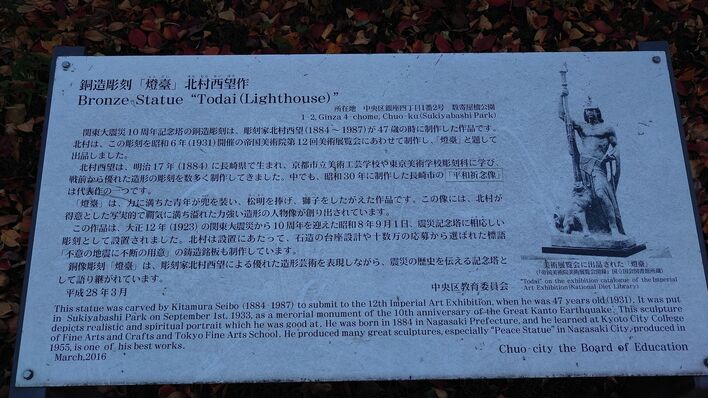 銅造彫刻「燈臺」北村西望作
Bronze Statue “Todai(Lighthouse)”
所在地 中央区銀座四丁目1番2号 数寄屋橋公園
1-2, Ginza 4-chome, Chuo-ku(Sukiyabashi Park)
関東大震災10周年記念塔の銅造彫刻は、彫刻家北村西望(1884～1987)が47歳の時に制作した作品です。
北村は、この彫刻を昭和6年(1931)開催の帝国美術院第12回美術展覧会にあわせて制作し、「燈臺」と題して
出品しました。
北村西望は、明治17年(1884)に長崎県で生まれ、京都市立美術工芸学校や東京美術学校彫刻科に学び、
戦前から優れた造形の彫刻を数多く制作してきました。中でも、昭和30年に制作した長崎市の「平和祈念像」
は代表作の一つです。
「燈臺」は、力に満ちた青年が兜を装い、松明を捧げ、獅子をしたがえた作品です。この像には、北村が
得意とした写実的で覇気に満ち溢れた力強い造形の人物像が創り出されています。
この作品は、大正12年(1923)の関東大震災から10周年を迎えた昭和8年9月1日、震災記念塔に相応しい
彫刻として設置されました。北村は設置にあたって、石造の台座設計や十数万の応募から選ばれた標語
「不意の地震に不断の用意」の鋳造銘板も制作しています。
銅像彫刻「燈臺」は、彫刻家北村西望による優れた造形芸術を表現しながら、震災の歴史を伝える記念塔と
して語り継がれています。
平成28年3月
中央区教育委員会
美術展覧会に出品された「燈臺」
(『帝国美術院美術展覧会図録』国立国会図書館所蔵)
"Todai" on the exhibition catalogue of the Imperial
Art Exhibition(National Diet Library)
This statue was carved by Kitamura Seibo (1884-1987) to submit to the 12th Imperial Art Exhibition, when he was 47 years old(1931). It was put
in Sukiyabashi Park on September 1st, 1933, as a merorial monument of the 10th anniversary of the Great Kanto Earthquake. This sculpture
depicts realistic and spiritual portrait which he was good at. He was born in 1884 in Nagasaki Prefecture, and he learned at Kyoto City College
of Fine Arts and Crafts and Tokyo Fine Arts School. He produced many great sculptures, especially "Peace Statue" in Nagasaki City, produced in
1955, is one of his best works.
March,2016
Chuo-city the Board of Education